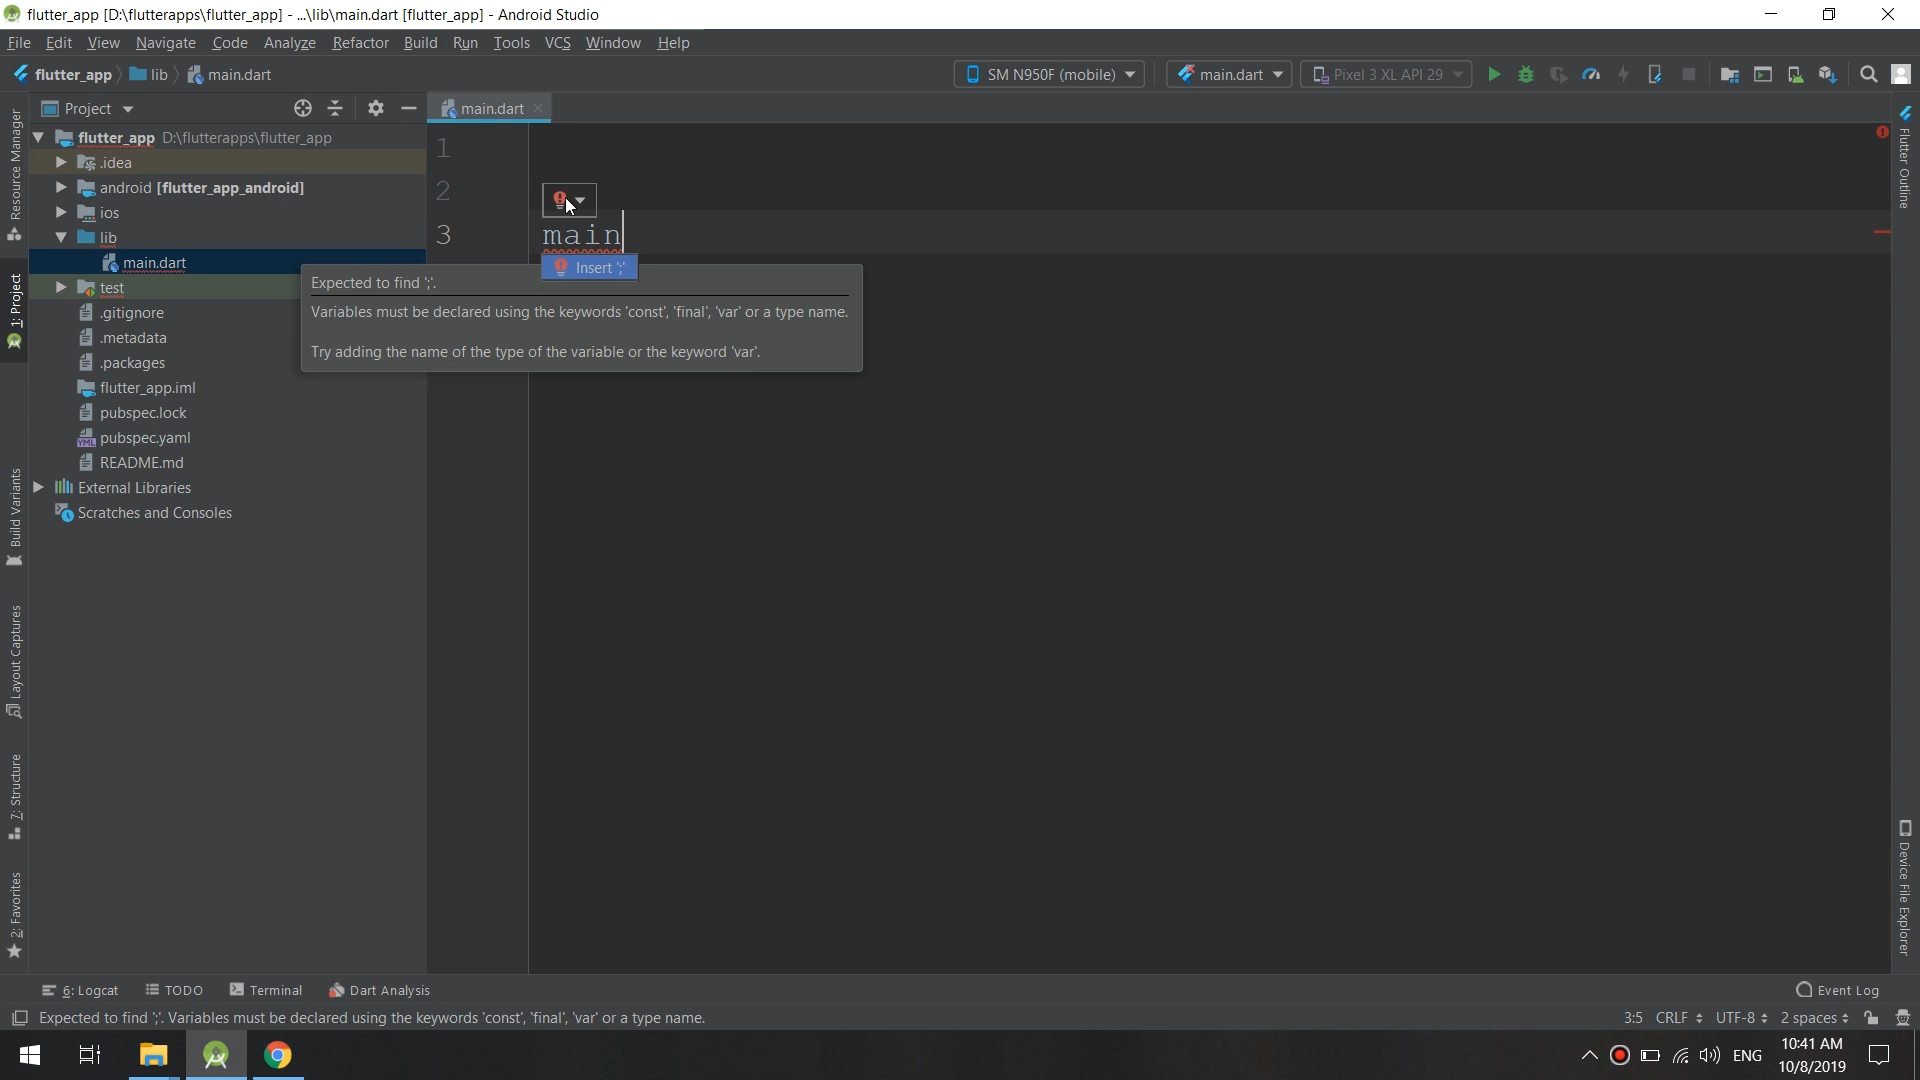 flutter_app [D:\flutterapps\flutter_app] - ...\lib\main.dart [flutter_app] - Android Studio
File Edit View Navigate Code Analyze Refactor Build Run Tools VCS Window Help
flutter_app lib main.dart SM N950F (mobile) main.dart Pixel 3 XL API 29
Project main.dart
flutter_app D:\flutterapps\flutter_app
.idea
android [flutter_app_android]
ios
lib
main.dart
test
.gitignore
.metadata
.packages
flutter_app.iml
pubspec.lock
pubspec.yaml
README.md
External Libraries
Scratches and Consoles
1
2
3
main
Insert ';'
Expected to find ';'.
Variables must be declared using the keywords 'const', 'final', 'var' or a type name.
Try adding the name of the type of the variable or the keyword 'var'.
Resource Manager
1: Project
Build Variants
Layout Captures
7: Structure
2: Favorites
Flutter Outline
Device File Explorer
6: Logcat TODO Terminal Dart Analysis Event Log
Expected to find ';'. Variables must be declared using the keywords 'const', 'final', 'var' or a type name. 3:5 CRLF UTF-8 2 spaces
ENG 10:41 AM
10/8/2019